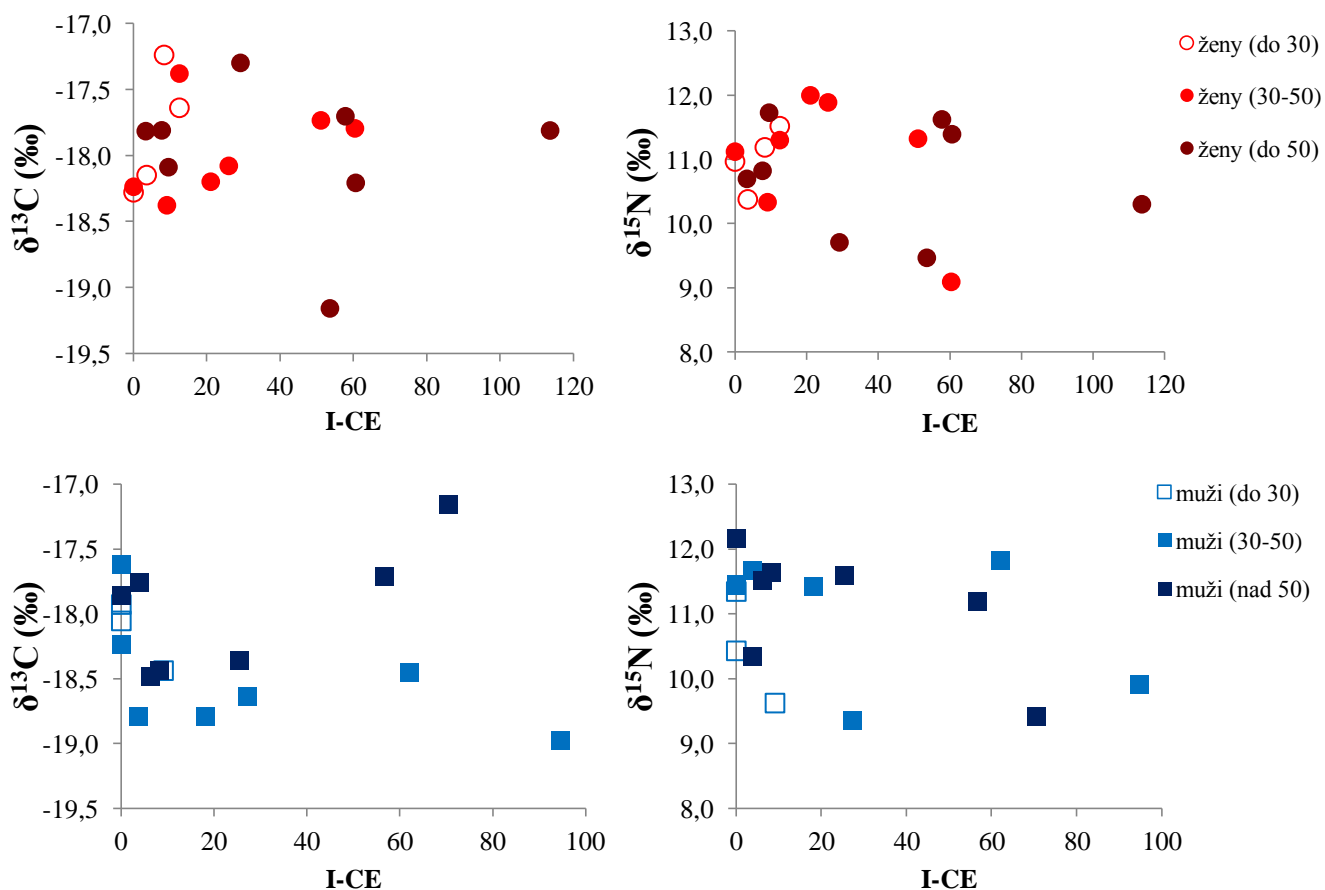 -17,0
-17,5
-18,0
-18,5
-19,0
-19,5
0 20 40 60 80 100 120
δ¹³C (‰)
I-CE
13,0
12,0
11,0
10,0
9,0
8,0
0 20 40 60 80 100 120
δ¹⁵N (‰)
I-CE
ženy (do 30)
ženy (30-50)
ženy (do 50)
-17,0
-17,5
-18,0
-18,5
-19,0
-19,5
0 20 40 60 80 100
δ¹³C (‰)
I-CE
13,0
12,0
11,0
10,0
9,0
8,0
0 20 40 60 80 100
δ¹⁵N (‰)
I-CE
muži (do 30)
muži (30-50)
muži (nad 50)